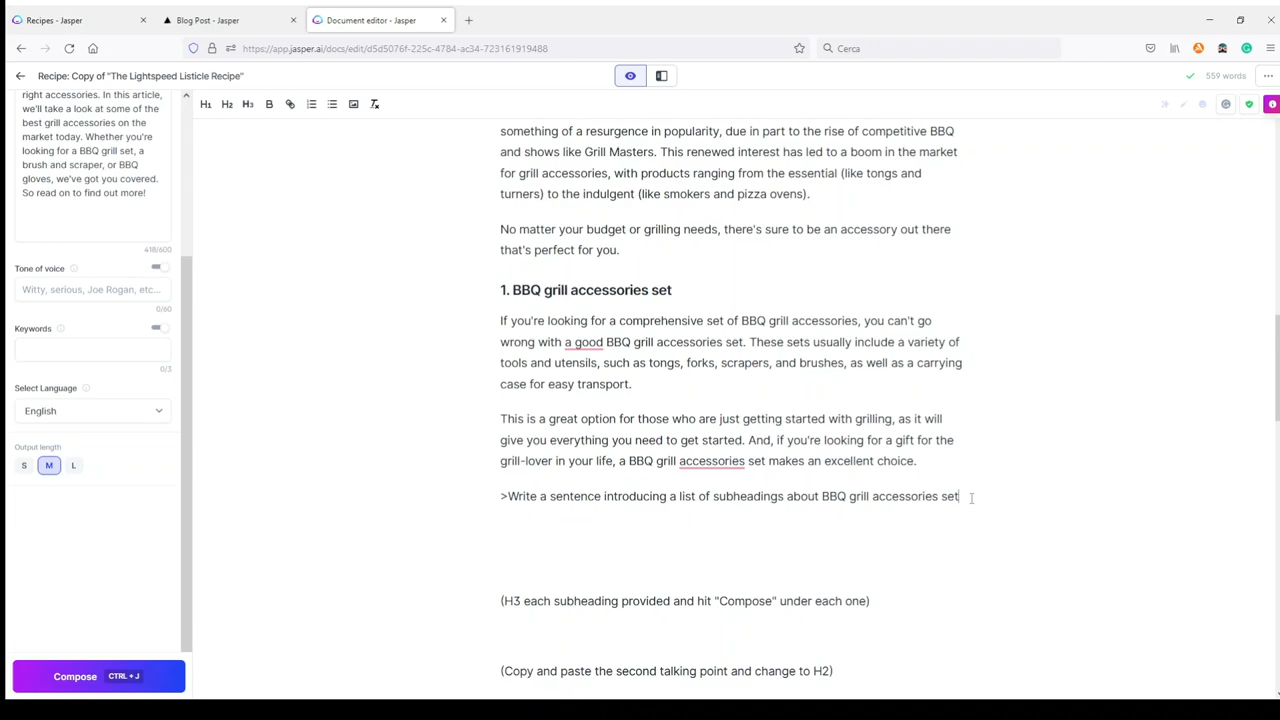 Recipes - Jasper
Blog Post - Jasper
Document editor - Jasper
https://app.jasper.ai/docs/edit/d5d5076f-225c-4784-ac34-723161919488
Cerca
Recipe: Copy of "The Lightspeed Listicle Recipe"
559 words
right accessories. In this article,
we'll take a look at some of the
best grill accessories on the
market today. Whether you're
looking for a BBQ grill set, a
brush and scraper, or BBQ
gloves, we've got you covered.
So read on to find out more!
418/600
Tone of voice
Witty, serious, Joe Rogan, etc...
0/60
Keywords
0/3
Select Language
English
Output length
S M L
Compose CTRL + J
H1 H2 H3 B
something of a resurgence in popularity, due in part to the rise of competitive BBQ
and shows like Grill Masters. This renewed interest has led to a boom in the market
for grill accessories, with products ranging from the essential (like tongs and
turners) to the indulgent (like smokers and pizza ovens).
No matter your budget or grilling needs, there's sure to be an accessory out there
that's perfect for you.
1. BBQ grill accessories set
If you're looking for a comprehensive set of BBQ grill accessories, you can't go
wrong with a good BBQ grill accessories set. These sets usually include a variety of
tools and utensils, such as tongs, forks, scrapers, and brushes, as well as a carrying
case for easy transport.
This is a great option for those who are just getting started with grilling, as it will
give you everything you need to get started. And, if you're looking for a gift for the
grill-lover in your life, a BBQ grill accessories set makes an excellent choice.
>Write a sentence introducing a list of subheadings about BBQ grill accessories set
(H3 each subheading provided and hit "Compose" under each one)
(Copy and paste the second talking point and change to H2)